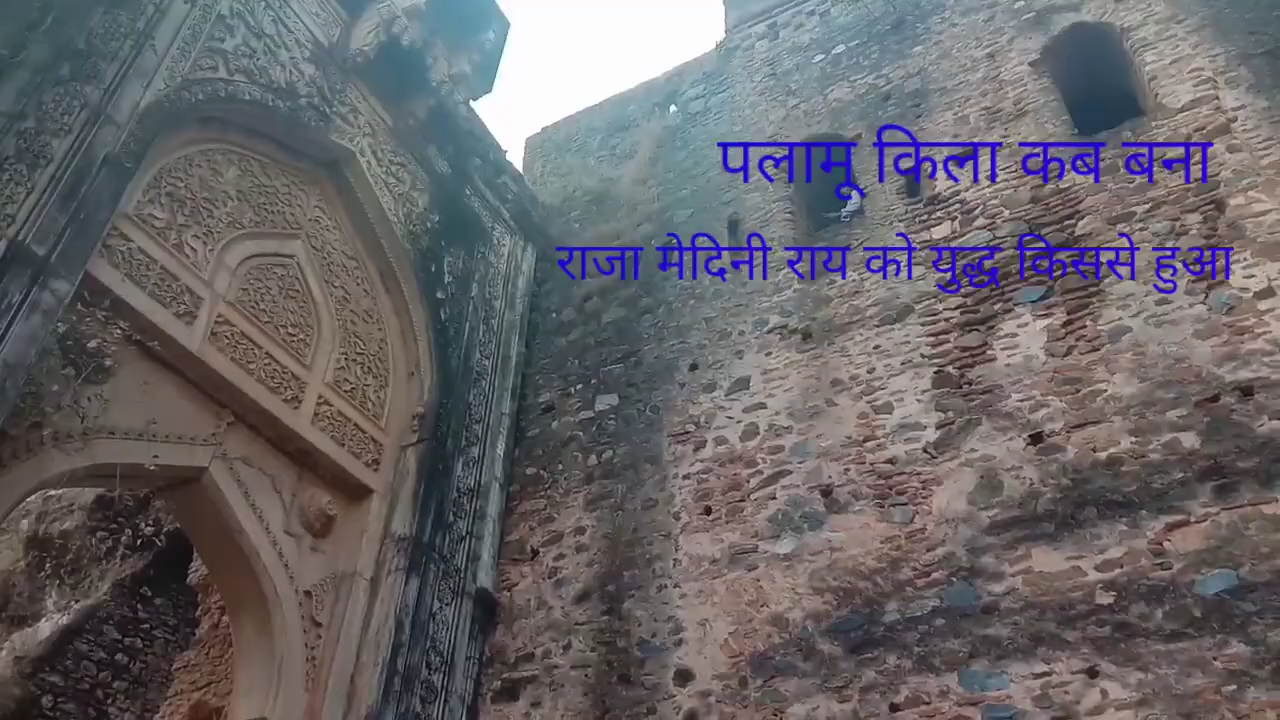 पलामू किला कब बना
राजा मेदिनी राय को युद्ध किससे हुआ